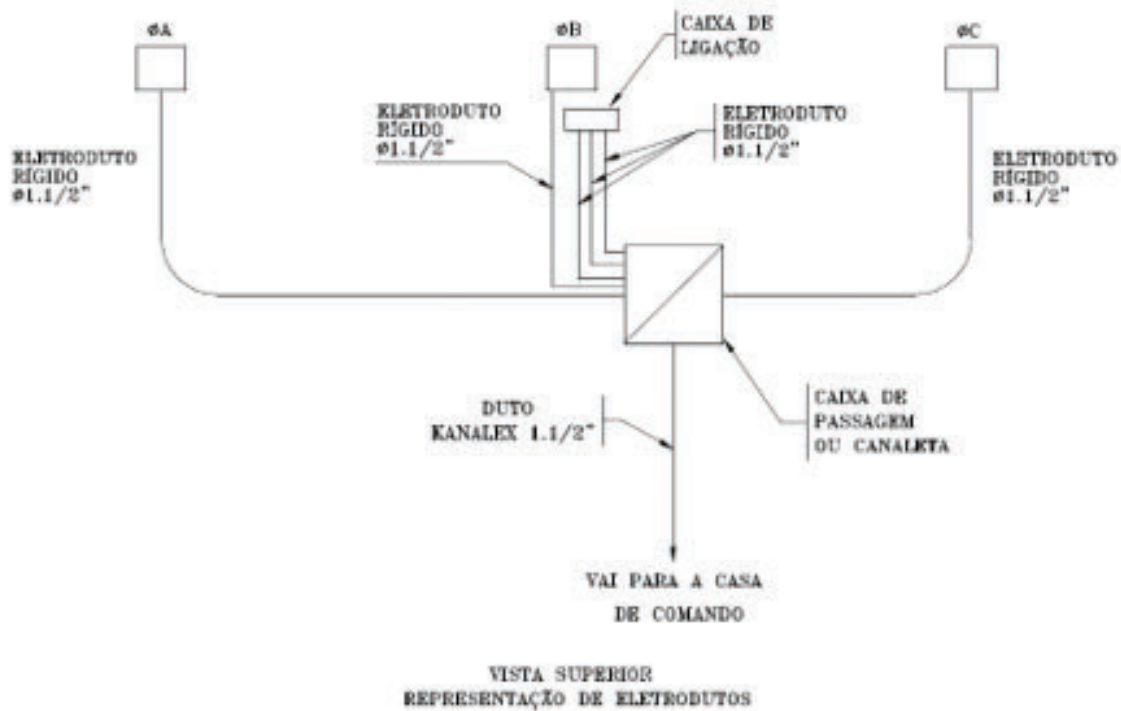 øA
øB
øC
CAIXA DE
LIGAÇÃO
ELETRODUTO
RÍGIDO
ø1.1/2"
ELETRODUTO
RÍGIDO
ø1.1/2"
ELETRODUTO
RÍGIDO
ø1.1/2"
ELETRODUTO
RÍGIDO
ø1.1/2"
DUTO
KANALEX 1.1/2"
CAIXA DE
PASSAGEM
OU CANALETA
VAI PARA A CASA
DE COMANDO
VISTA SUPERIOR
REPRESENTAÇÃO DE ELETRODUTOS